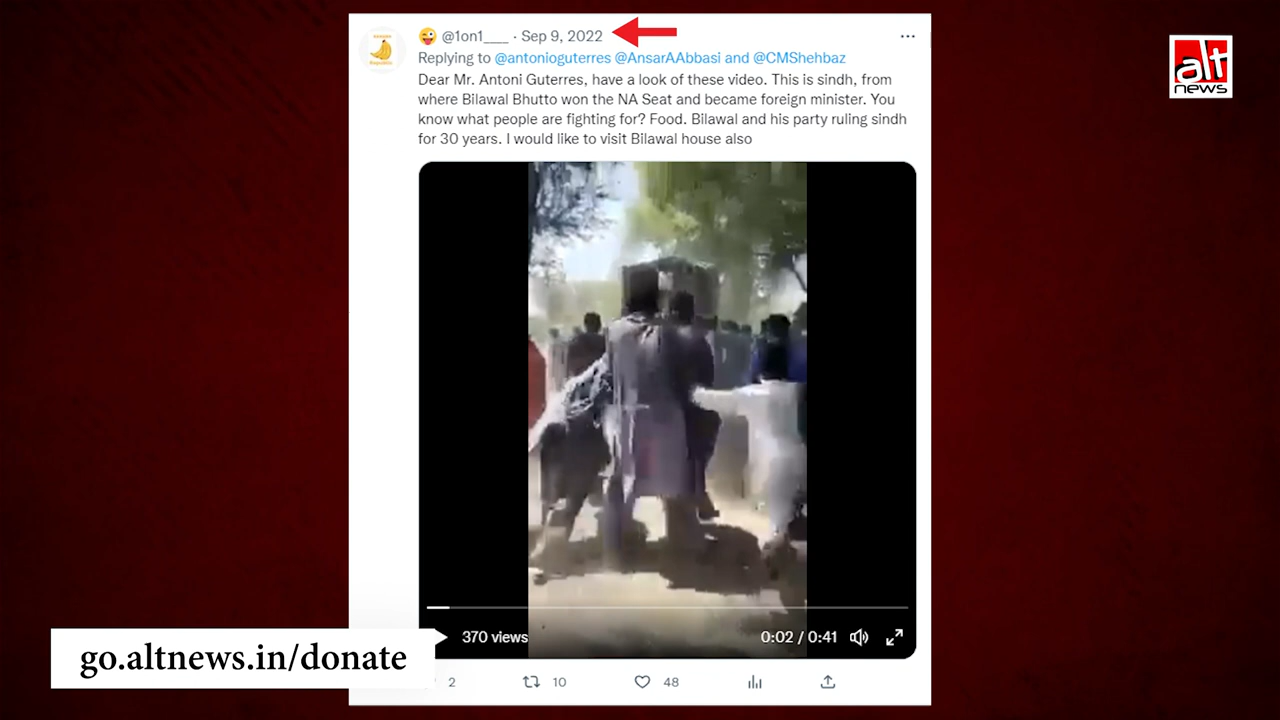 @1on1___ · Sep 9, 2022
alt
news
Replying to @antonioguterres @AnsarAAbbasi and @CMShehbaz
Dear Mr. Antoni Guterres, have a look of these video. This is sindh, from
where Bilawal Bhutto won the NA Seat and became foreign minister. You
know what people are fighting for? Food. Bilawal and his party ruling sindh
for 30 years. I would like to visit Bilawal house also
370 views
0:02 / 0:41
go.altnews.in/donate
2
10
48